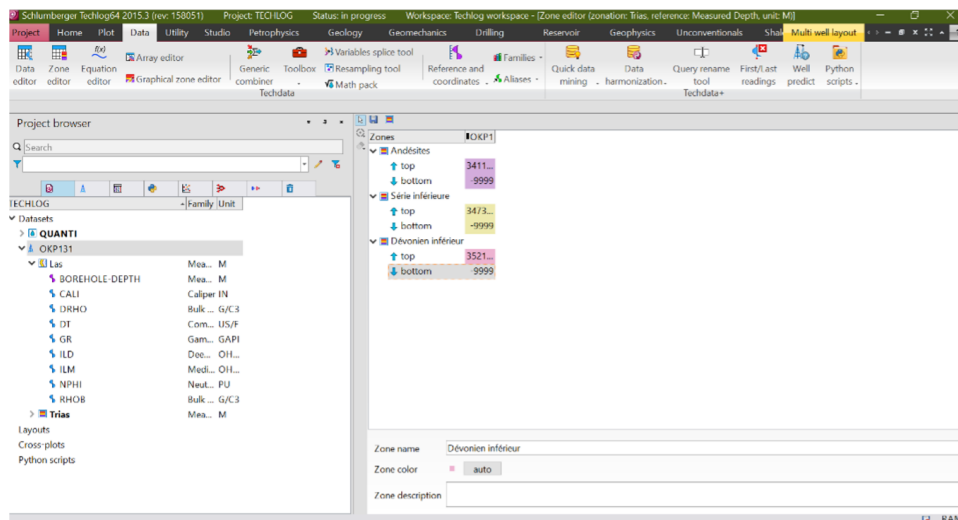 Schlumberger Techlog64 2015.3 (rev: 158051) Project: TECHLOG Status: in progress Workspace: Techlog workspace - [Zone editor (zonation: Trias, reference: Measured Depth, unit: M)]
Project Home Plot Data Utility Studio Petrophysics Geology Geomechanics Drilling Reservoir Geophysics Unconventionals Shal Multi well layout
Data editor
Zone editor
f(x)
Equation editor
Array editor
Graphical zone editor
Generic combiner
Toolbox
Variables splice tool
Resampling tool
Math pack
Reference and coordinates
Families
Aliases
Quick data mining
Data harmonization
Query rename tool
First/Last readings
Well predict
Python scripts
Techdata
Techdata+
Project browser
Search
TECHLOG Family Unit
Datasets
QUANTI
OKP131
Las Mea... M
BOREHOLE-DEPTH Mea... M
CALI Caliper IN
DRHO Bulk ... G/C3
DT Com... US/F
GR Gam... GAPI
ILD Dee... OH...
ILM Medi... OH...
NPHI Neut... PU
RHOB Bulk ... G/C3
Trias Mea... M
Layouts
Cross-plots
Python scripts
Zones OKP1
Andésites
top 3411...
bottom -9999
Série inférieure
top 3473...
bottom -9999
Dévonien inférieur
top 3521...
bottom -9999
Zone name Dévonien inférieur
Zone color auto
Zone description
RAM